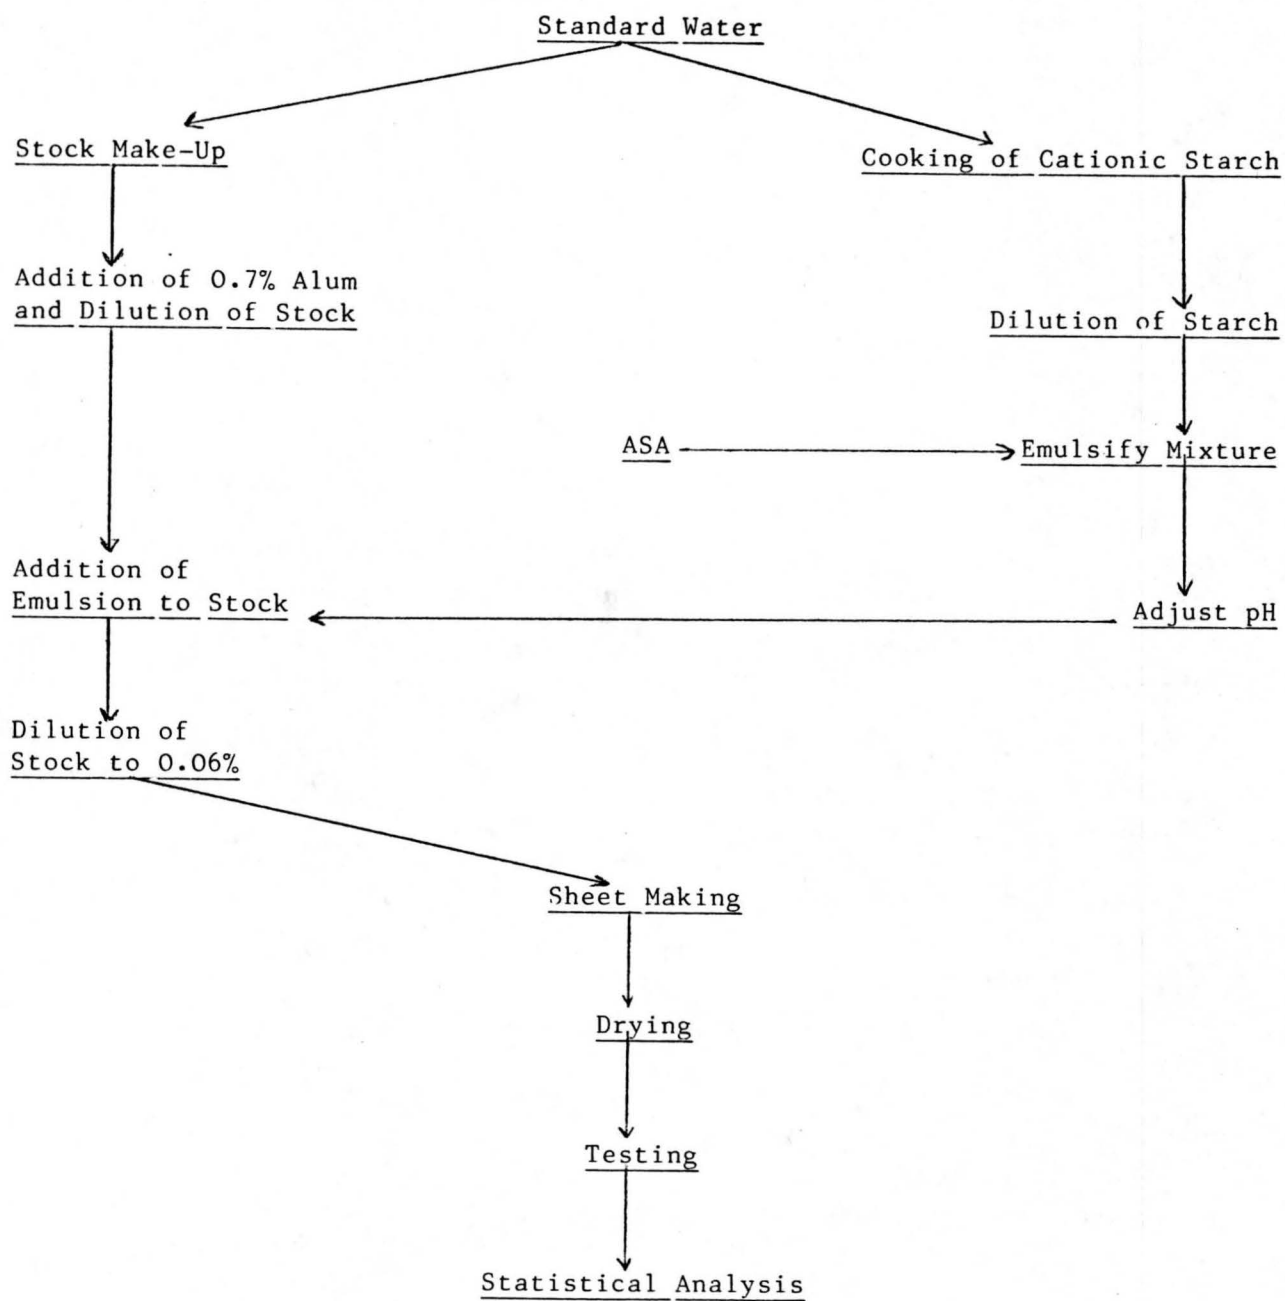 Standard Water
Stock Make-Up
Cooking of Cationic Starch
Addition of 0.7% Alum
and Dilution of Stock
Dilution of Starch
ASA
Emulsify Mixture
Addition of
Emulsion to Stock
Adjust pH
Dilution of
Stock to 0.06%
Sheet Making
Drying
Testing
Statistical Analysis